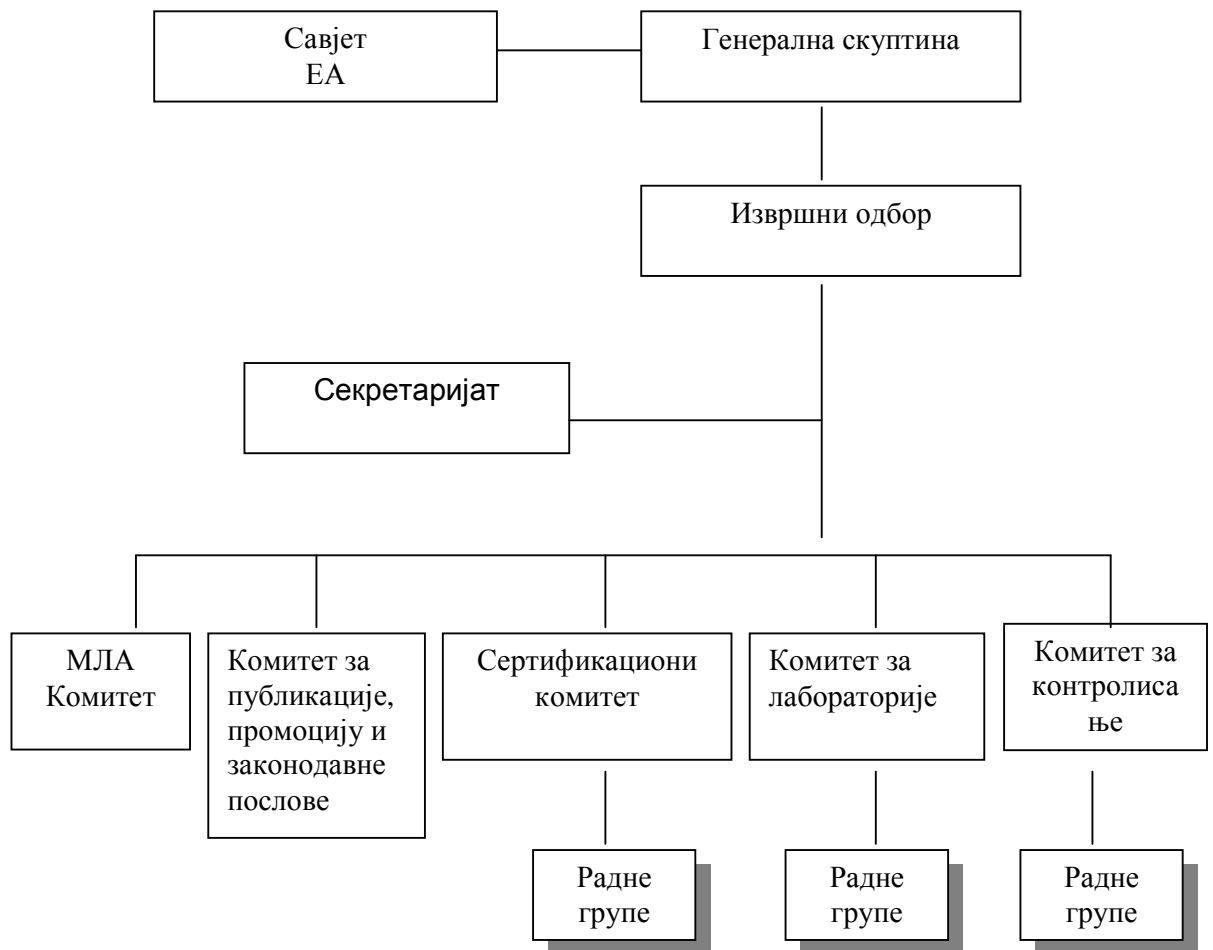 Савјет
ЕА
Генерална скуптина
Извршни одбор
Секретаријат
МЛА
Комитет
Комитет за
публикације,
промоцију и
законодавне
послове
Сертификациони
комитет
Комитет за
лабораторије
Комитет за
контролиса
ње
Радне
групе
Радне
групе
Радне
групе